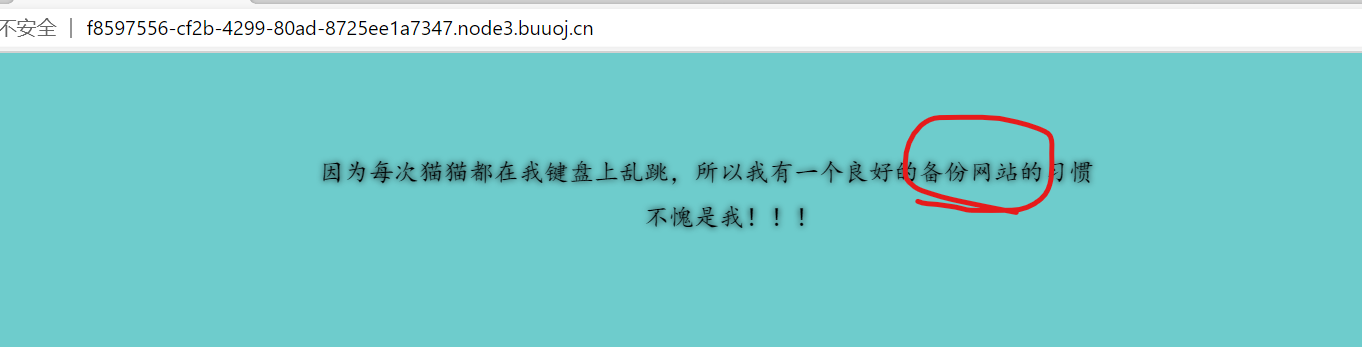 不安全 | f8597556-cf2b-4299-80ad-8725ee1a7347.node3.buuoj.cn
因为每次猫猫都在我键盘上乱跳，所以我有一个良好的备份网站的习惯
不愧是我！！！